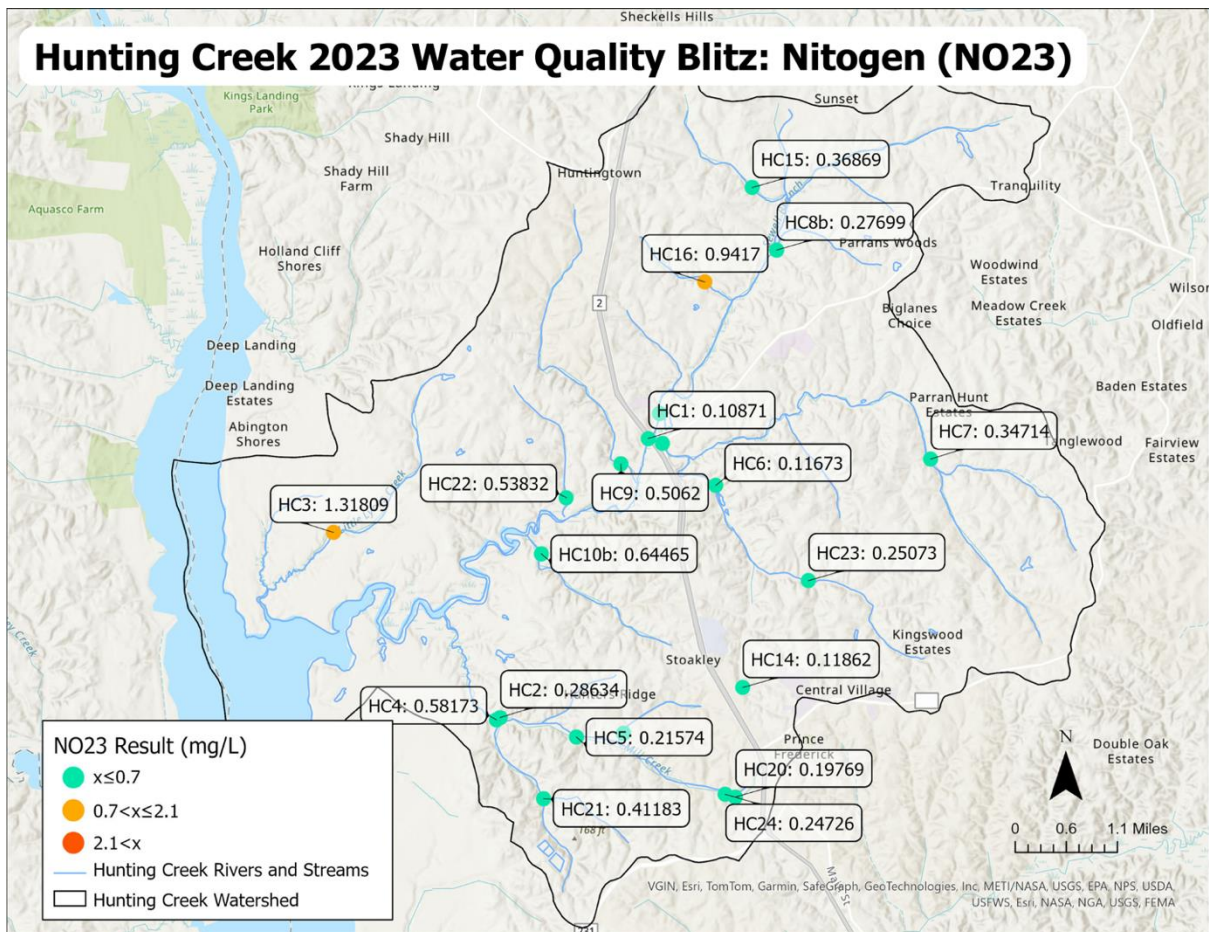 Sheckells Hills
Hunting Creek 2023 Water Quality Blitz: Nitogen (NO23)
Kings Landing
Park
Sunset
Shady Hill
HC15: 0.36869
Huntingtown
Shady Hill
Farm
Tranquility
Aquasco Farm
HC8b: 0.27699
Parrans Woods
Holland Cliff
Shores
HC16: 0.9417
Woodwind
Estates
2
Biglanes
Choice
Meadow Creek
Estates
Oldfield
Deep Landing
Deep Landing
Estates
Baden Estates
Parran Hunt
Estates
Abington
Shores
HC1: 0.10871
HC7: 0.34714
Fairview
Estates
HC6: 0.11673
HC22: 0.53832
HC9: 0.5062
HC3: 1.31809
HC10b: 0.64465
HC23: 0.25073
Kingswood
Estates
Stoakley
HC14: 0.11862
HC2: 0.28634
Central Village
HC4: 0.58173
HC5: 0.21574
Prince
Frederick
N
Double Oak
Estates
HC20: 0.19769
HC21: 0.41183
HC24: 0.24726
168 ft
0 0.6 1.1 Miles
NO23 Result (mg/L)
x≤0.7
0.7<x≤2.1
2.1<x
Hunting Creek Rivers and Streams
Hunting Creek Watershed
VGIN, Esri, TomTom, Garmin, SafeGraph, GeoTechnologies, Inc, METI/NASA, USGS, EPA, NPS, USDA,
USFWS, Esri, NASA, NGA, USGS, FEMA